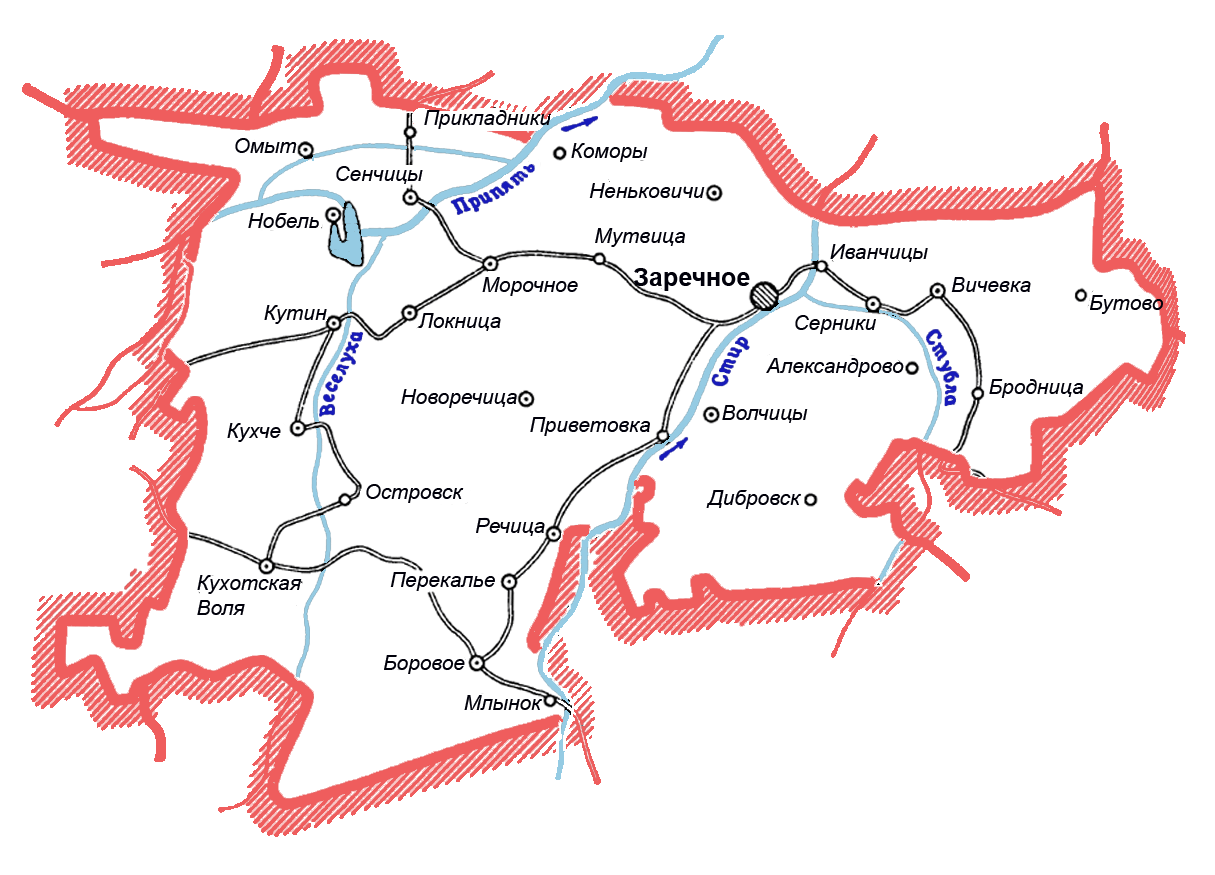 Прикладники
Омыт
Коморы
Сенчицы
Припять
Неньковичи
Нобель
Мутвица
Иванчицы
Заречное
Морочное
Вичевка
Бутово
Кутин
Локница
Серники
Стубла
Веселуха
Стир
Александрово
Бродница
Новоречица
Волчицы
Приветовка
Кухче
Островск
Дибровск
Речица
Кухотская
Воля
Перекалье
Боровое
Млынок